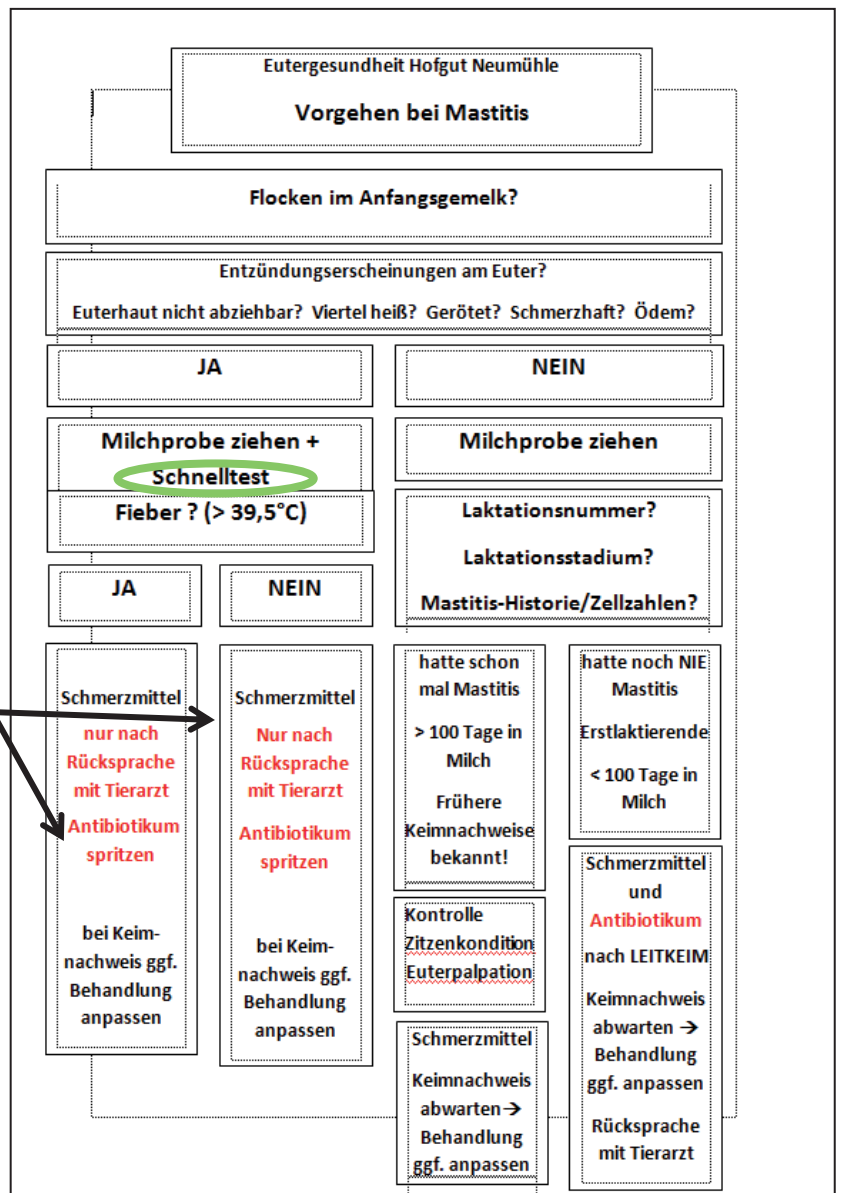 Eutergesundheit Hofgut Neumühle
Vorgehen bei Mastitis
Flocken im Anfangsgemelk?
Entzündungserscheinungen am Euter?
Euterhaut nicht abziehbar? Viertel heiß? Gerötet? Schmerzhaft? Ödem?
JA
NEIN
Milchprobe ziehen +
Schnelltest
Milchprobe ziehen
Fieber ? (> 39,5°C)
Laktationsnummer?
Laktationsstadium?
Mastitis-Historie/Zellzahlen?
JA
NEIN
Schmerzmittel
nur nach
Rücksprache
mit Tierarzt
Antibiotikum
spritzen
bei Keim-
nachweis ggf.
Behandlung
anpassen
Schmerzmittel
Nur nach
Rücksprache
mit Tierarzt
Antibiotikum
spritzen
bei Keim-
nachweis ggf.
Behandlung
anpassen
hatte schon
mal Mastitis
> 100 Tage in
Milch
Frühere
Keimnachweise
bekannt!
Kontrolle
Zitzenkondition
Euterpalpation
Schmerzmittel
Keimnachweis
abwarten→
Behandlung
ggf. anpassen
hatte noch NIE
Mastitis
Erstlaktierende
< 100 Tage in
Milch
Schmerzmittel
und
Antibiotikum
nach LEITKEIM
Keimnachweis
abwarten →
Behandlung
ggf. anpassen
Rücksprache
mit Tierarzt